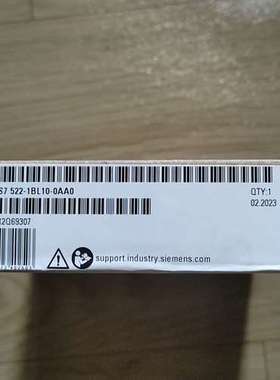 S7 522-1BL10-0AA0
QTY:1
02.2023
2Q69307
support industry.siemens.com